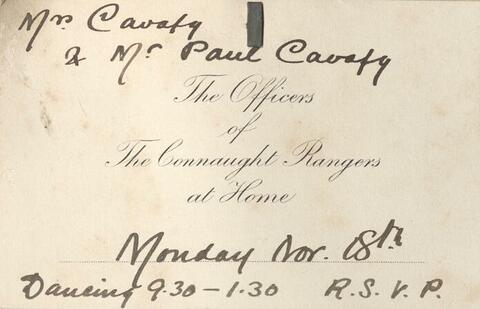 Mrs Cavafy
& Mr Paul Cavafy
The Officers
of
The Connaught Rangers
at Home
Monday Nov. 18th
Dancing 9.30 - 1.30 R.S.V.P.